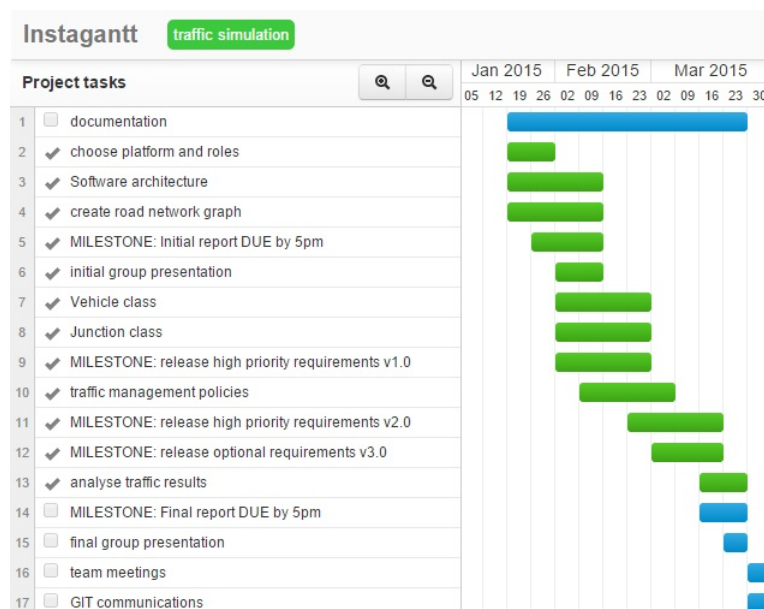 Instagantt traffic simulation
Project tasks
Jan 2015 Feb 2015 Mar 2015
05 12 19 26 02 09 16 23 02 09 16 23 30
1 documentation
2 choose platform and roles
3 Software architecture
4 create road network graph
5 MILESTONE: Initial report DUE by 5pm
6 initial group presentation
7 Vehicle class
8 Junction class
9 MILESTONE: release high priority requirements v1.0
10 traffic management policies
11 MILESTONE: release high priority requirements v2.0
12 MILESTONE: release optional requirements v3.0
13 analyse traffic results
14 MILESTONE: Final report DUE by 5pm
15 final group presentation
16 team meetings
17 GIT communications